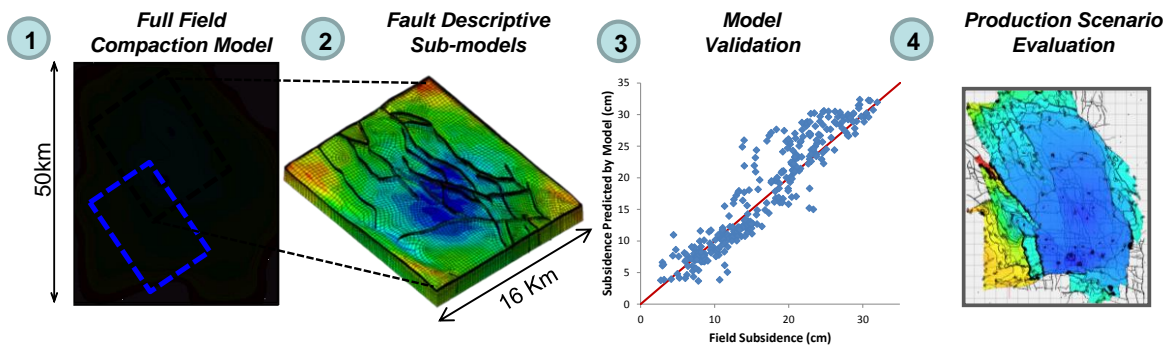 1
Full Field
Compaction Model
50km
2
Fault Descriptive
Sub-models
16 Km
3
Model
Validation
Subsidence Predicted by Model (cm)
35
30
25
20
15
10
5
0
0
10
20
30
Field Subsidence (cm)
4
Production Scenario
Evaluation